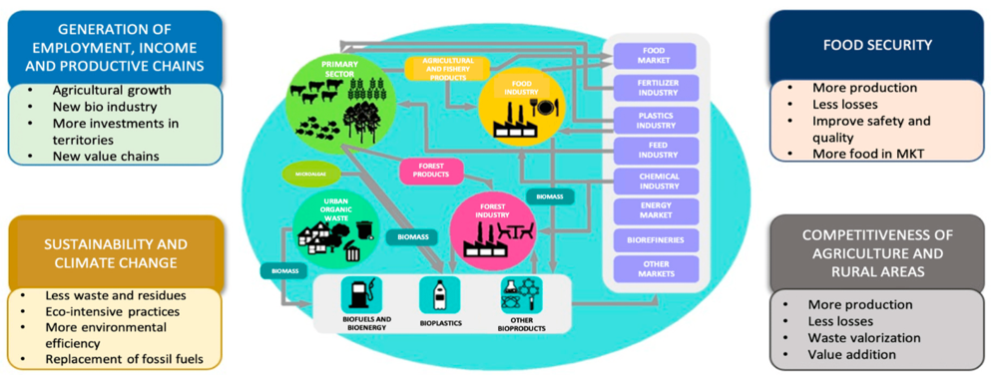 GENERATION OF
EMPLOYMENT, INCOME
AND PRODUCTIVE CHAINS
• Agricultural growth
• New bio industry
• More investments in
territories
• New value chains
SUSTAINABILITY AND
CLIMATE CHANGE
• Less waste and residues
• Eco-intensive practices
• More environmental
efficiency
• Replacement of fossil fuels
PRIMARY
SECTOR
AGRICULTURAL
AND FISHERY
PRODUCTS
FOOD
INDUSTRY
MICROALGAE
FOREST
PRODUCTS
URBAN
ORGANIC
WASTE
FOREST
INDUSTRY
BIOMASS
BIOMASS
BIOMASS
BIOFUELS AND
BIOENERGY
BIOPLASTICS
OTHER
BIOPRODUCTS
FOOD
MARKET
FERTILIZER
INDUSTRY
PLASTICS
INDUSTRY
FEED
INDUSTRY
CHEMICAL
INDUSTRY
ENERGY
MARKET
BIOREFINERIES
OTHER
MARKETS
FOOD SECURITY
• More production
• Less losses
• Improve safety and
quality
• More food in MKT
COMPETITIVENESS OF
AGRICULTURE AND
RURAL AREAS
• More production
• Less losses
• Waste valorization
• Value addition